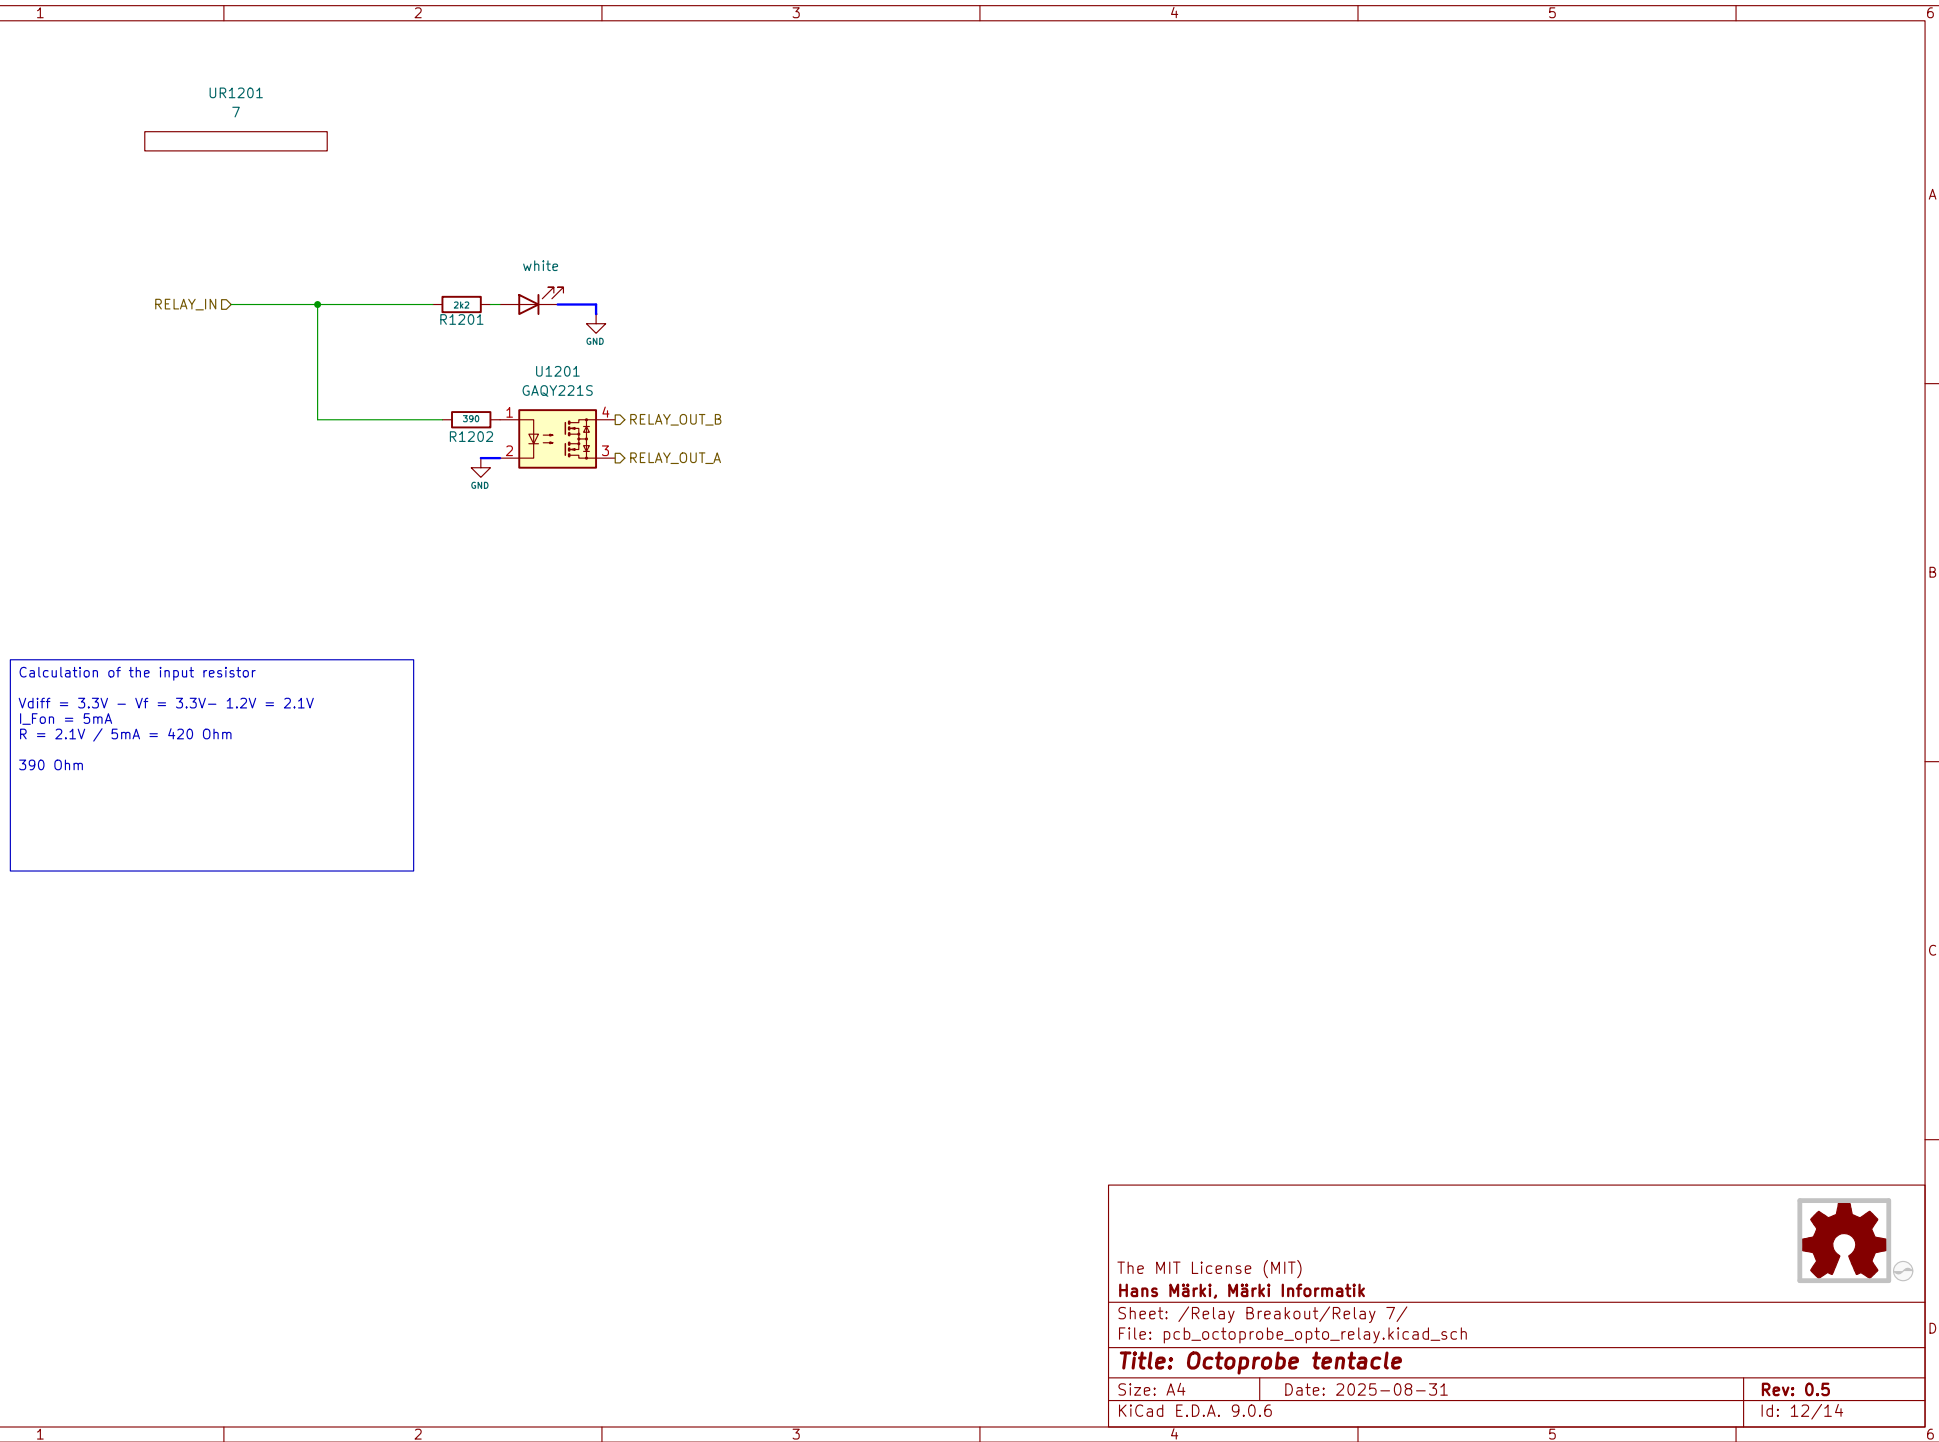 1 2 3 4 5 6
UR1201
7
A
white
RELAY_IN
2k2
R1201
GND
U1201
GAQY221S
390
R1202
1
4
RELAY_OUT_B
2
3
RELAY_OUT_A
GND
B
Calculation of the input resistor
Vdiff = 3.3V - Vf = 3.3V- 1.2V = 2.1V
I_Fon = 5mA
R = 2.1V / 5mA = 420 Ohm
390 Ohm
C
The MIT License (MIT)
Hans Märki, Märki Informatik
Sheet: /Relay Breakout/Relay 7/
File: pcb_octoprobe_opto_relay.kicad_sch
D
Title: Octoprobe tentacle
Size: A4
Date: 2025-08-31
Rev: 0.5
KiCad E.D.A. 9.0.6
Id: 12/14
1 2 3 4 5 6